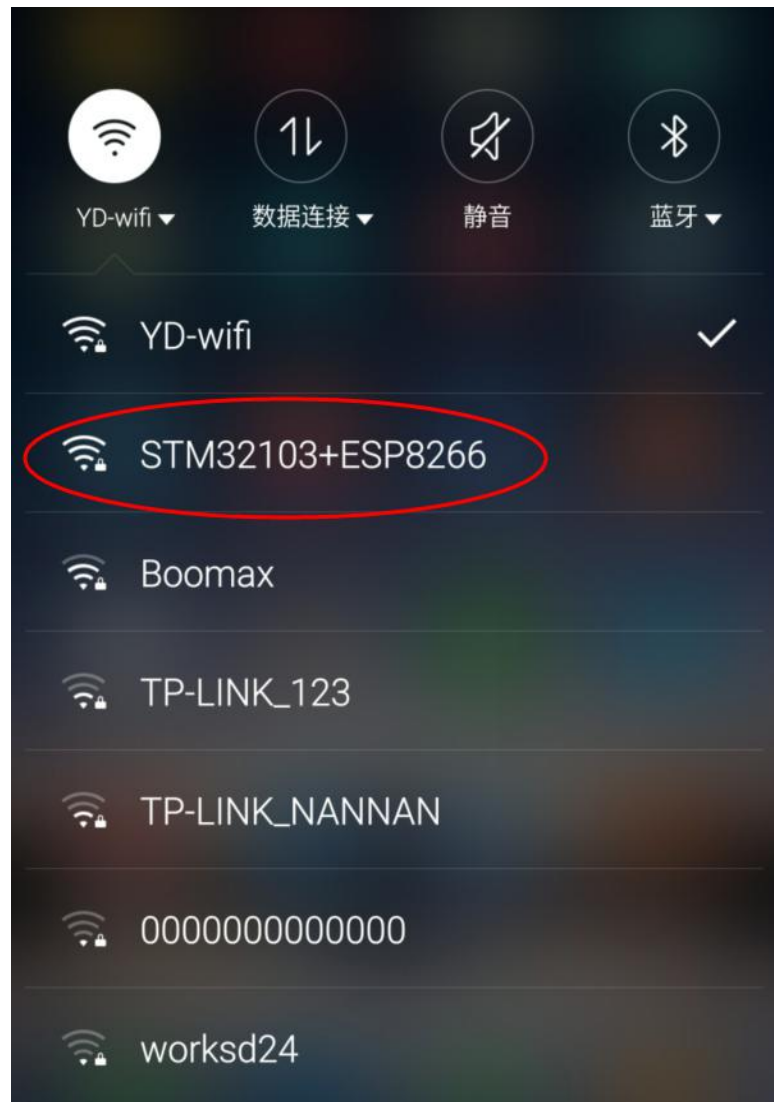 YD-wifi 数据连接 静音 蓝牙
YD-wifi
STM32103+ESP8266
Boomax
TP-LINK_123
TP-LINK_NANNAN
0000000000000
worksd24